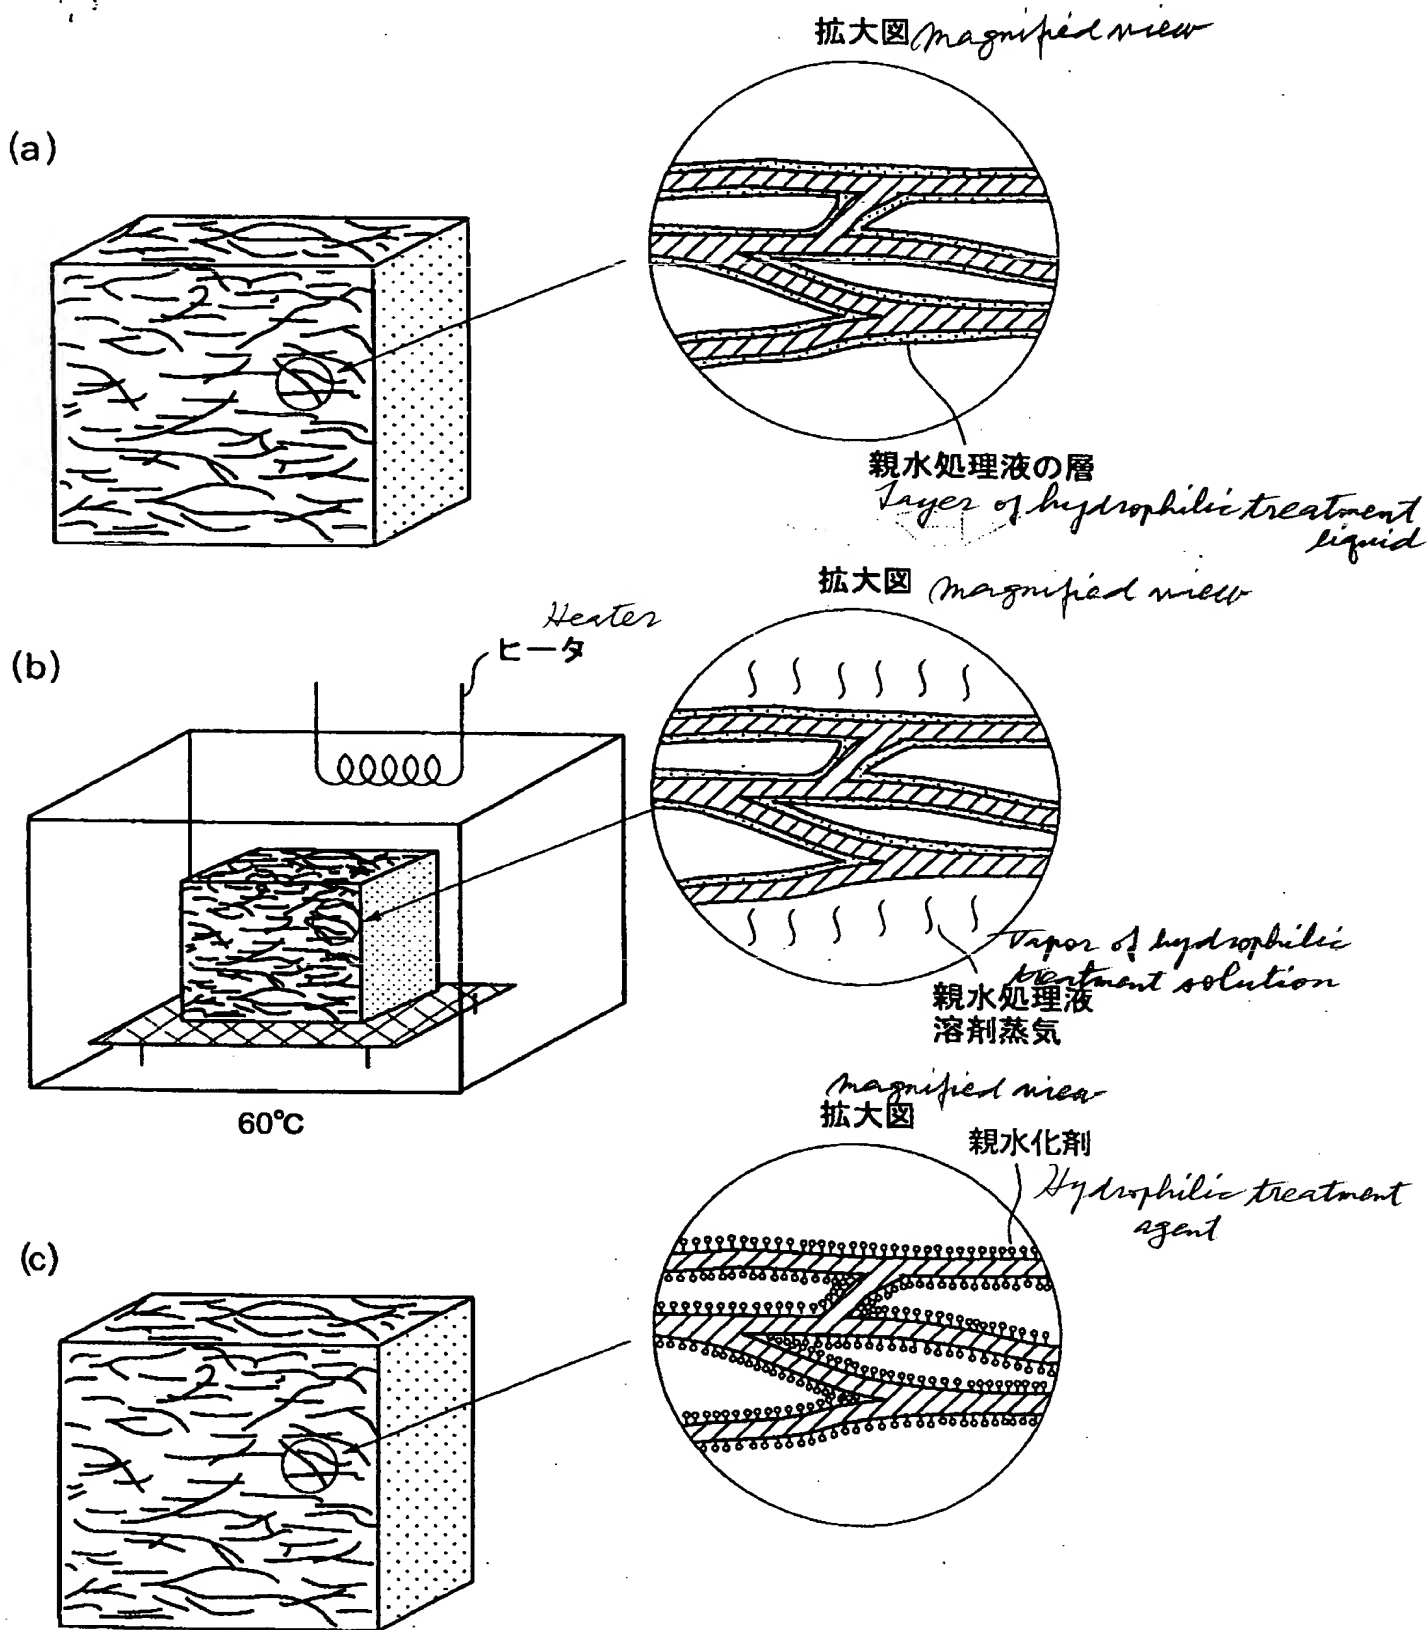 拡大図 magnified view
(a)
親水処理液の層
Layer of hydrophilic treatment
liquid
拡大図 magnified view
Heater
ヒータ
(b)
Vapor of hydrophilic
treatment solution
親水処理液
溶剤蒸気
60°C
magnified view
拡大図
親水化剤
Hydrophilic treatment
agent
(c)